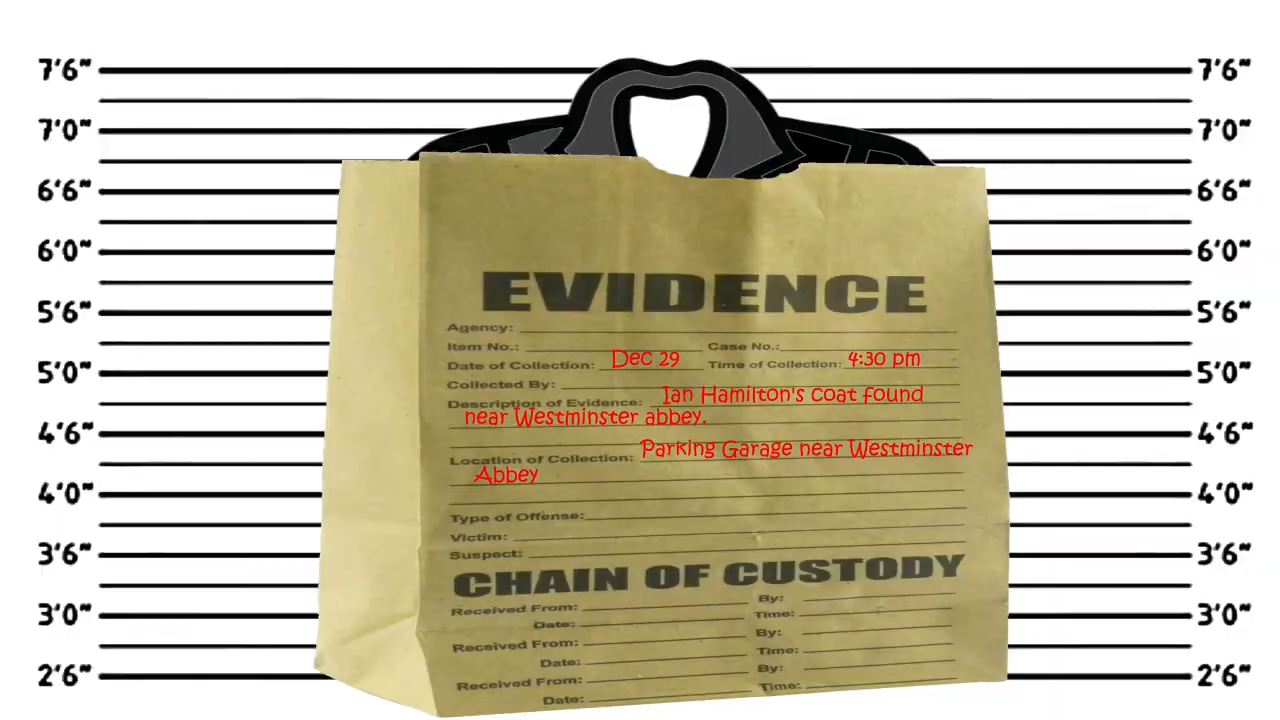 7'6" 7'6"
7'0" 7'0"
6'6" 6'6"
6'0" 6'0"
EVIDENCE
5'6" 5'6"
Agency:
Item No.: Case No.:
Date of Collection: Dec 29 Time of Collection: 4:30 pm
5'0" 5'0"
Collected By:
Description of Evidence: Ian Hamilton's coat found
near Westminster abbey.
4'6" 4'6"
Location of Collection: Parking Garage near Westminster
Abbey
4'0" 4'0"
Type of Offense:
Victim:
Suspect:
3'6" 3'6"
CHAIN OF CUSTODY
Received From: By:
Date: Time:
3'0" 3'0"
Received From: By:
Date: Time:
2'6" 2'6"
Received From: By:
Date: Time: